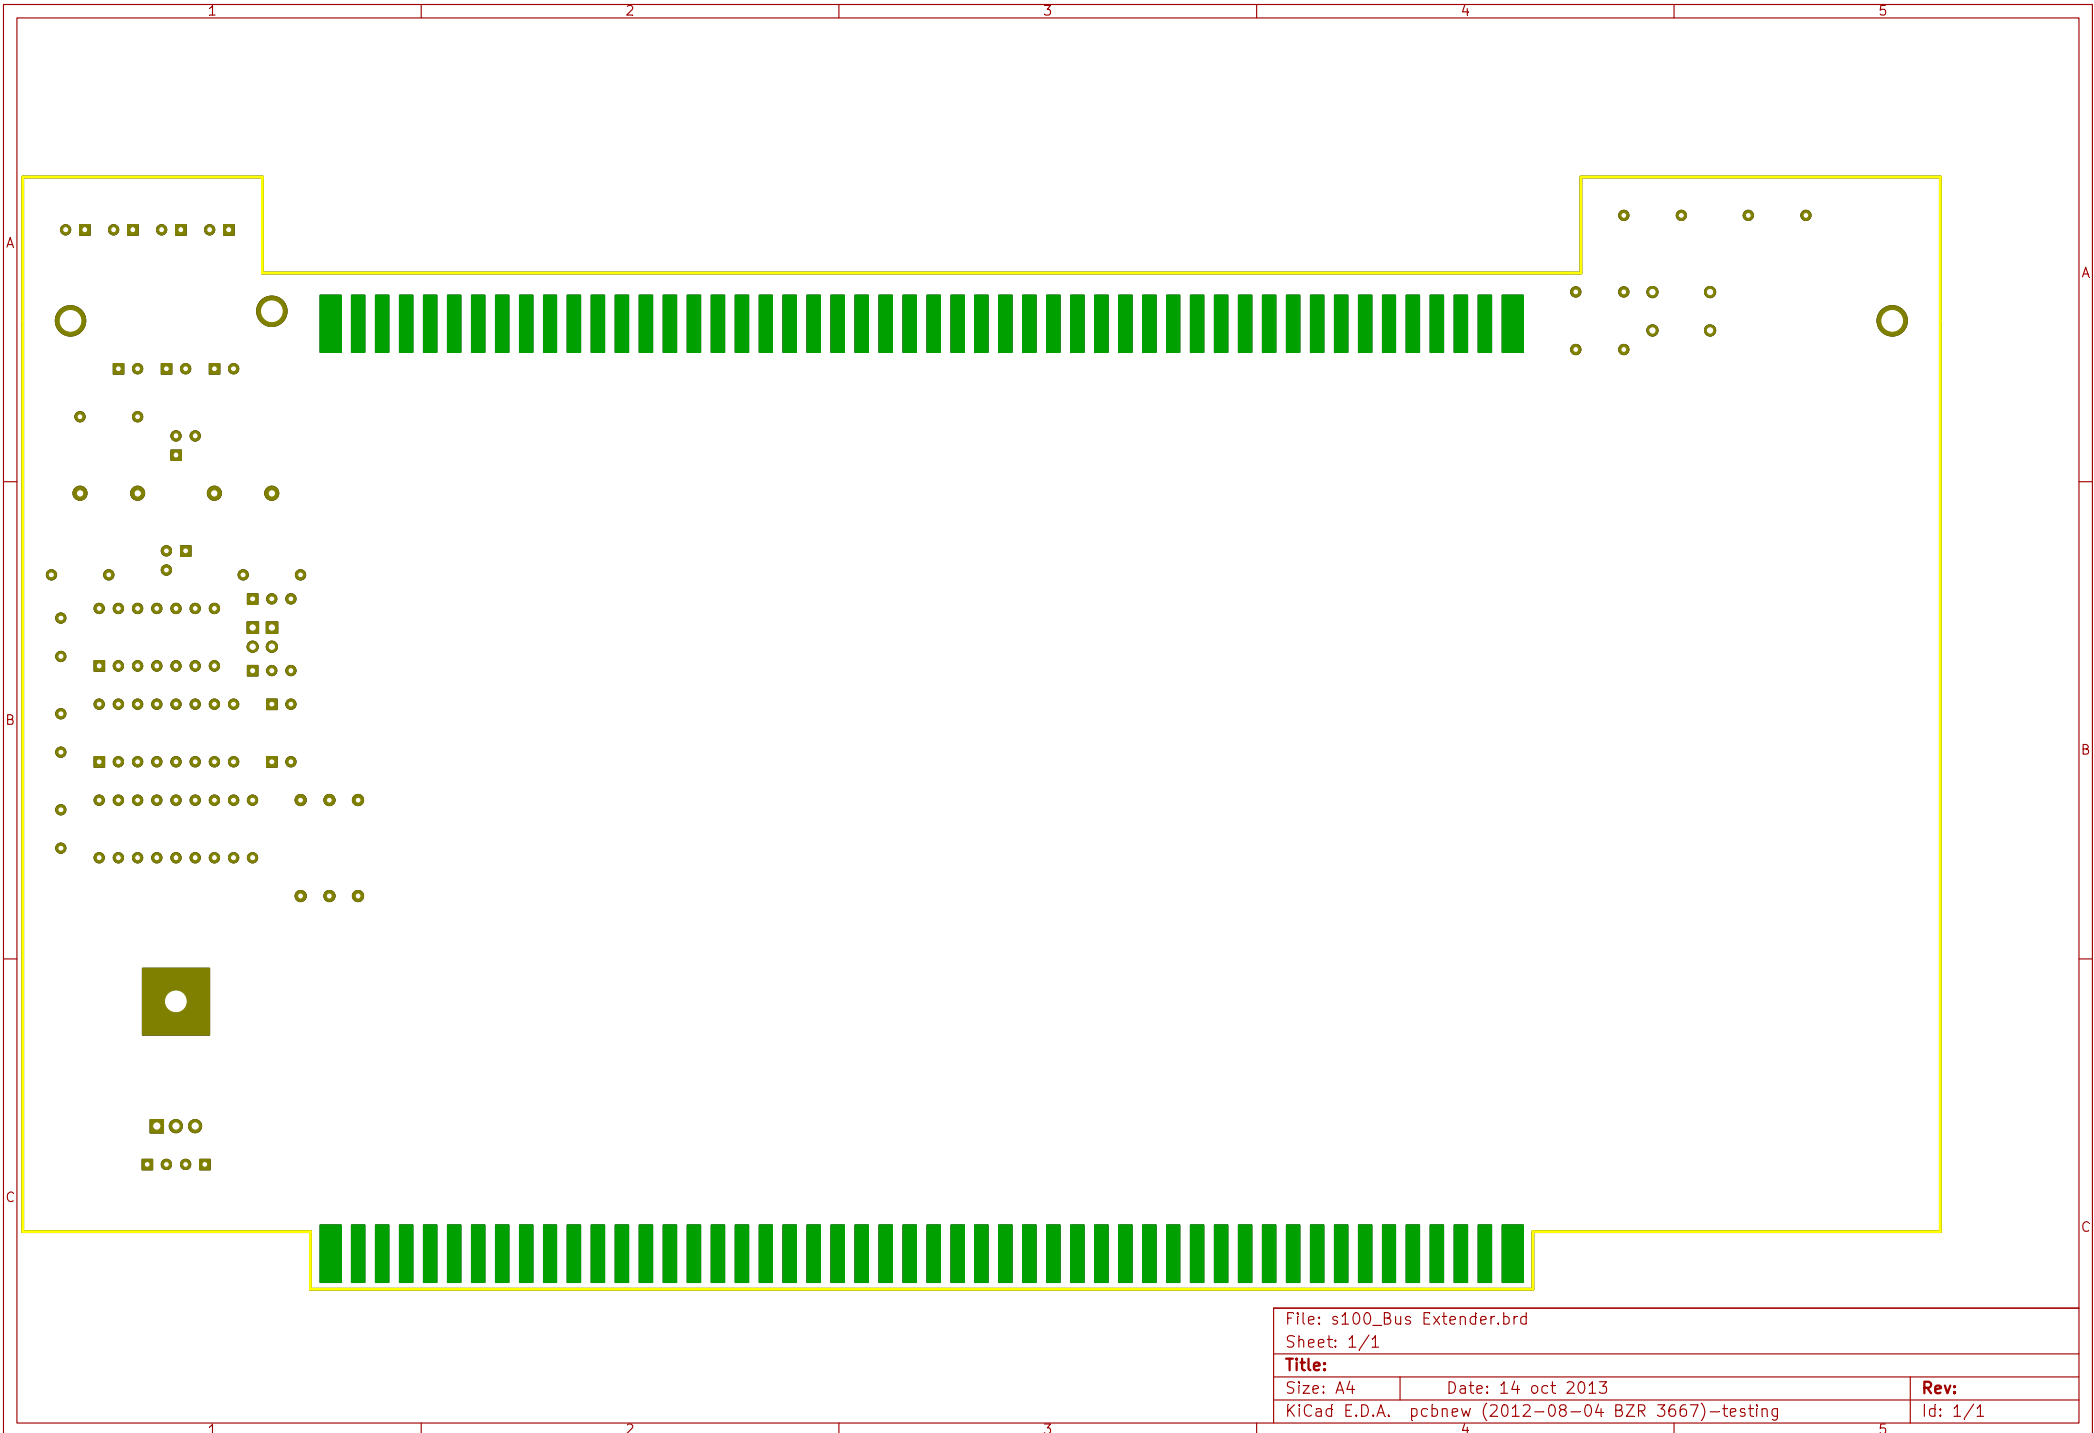 1 2 3 4 5
A A
B B
C C
File: s100_Bus Extender.brd
Sheet: 1/1
Title:
Size: A4 Date: 14 oct 2013 Rev:
KiCad E.D.A. pcbnew (2012-08-04 BZR 3667)-testing Id: 1/1
1 2 3 4 5